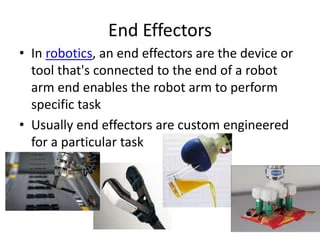 End Effectors
• In robotics, an end effectors are the device or
tool that's connected to the end of a robot
arm end enables the robot arm to perform
specific task
• Usually end effectors are custom engineered
for a particular task